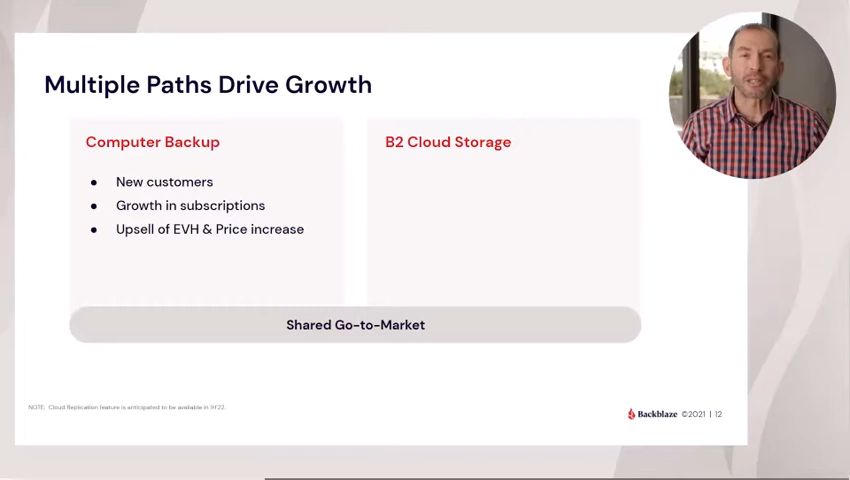 Multiple Paths Drive Growth
Computer Backup
● New customers
● Growth in subscriptions
● Upsell of EVH & Price increase
B2 Cloud Storage
Shared Go-to-Market
NOTE: Cloud Replication feature is anticipated to be available in 1H'22.
Backblaze ©2021 | 12